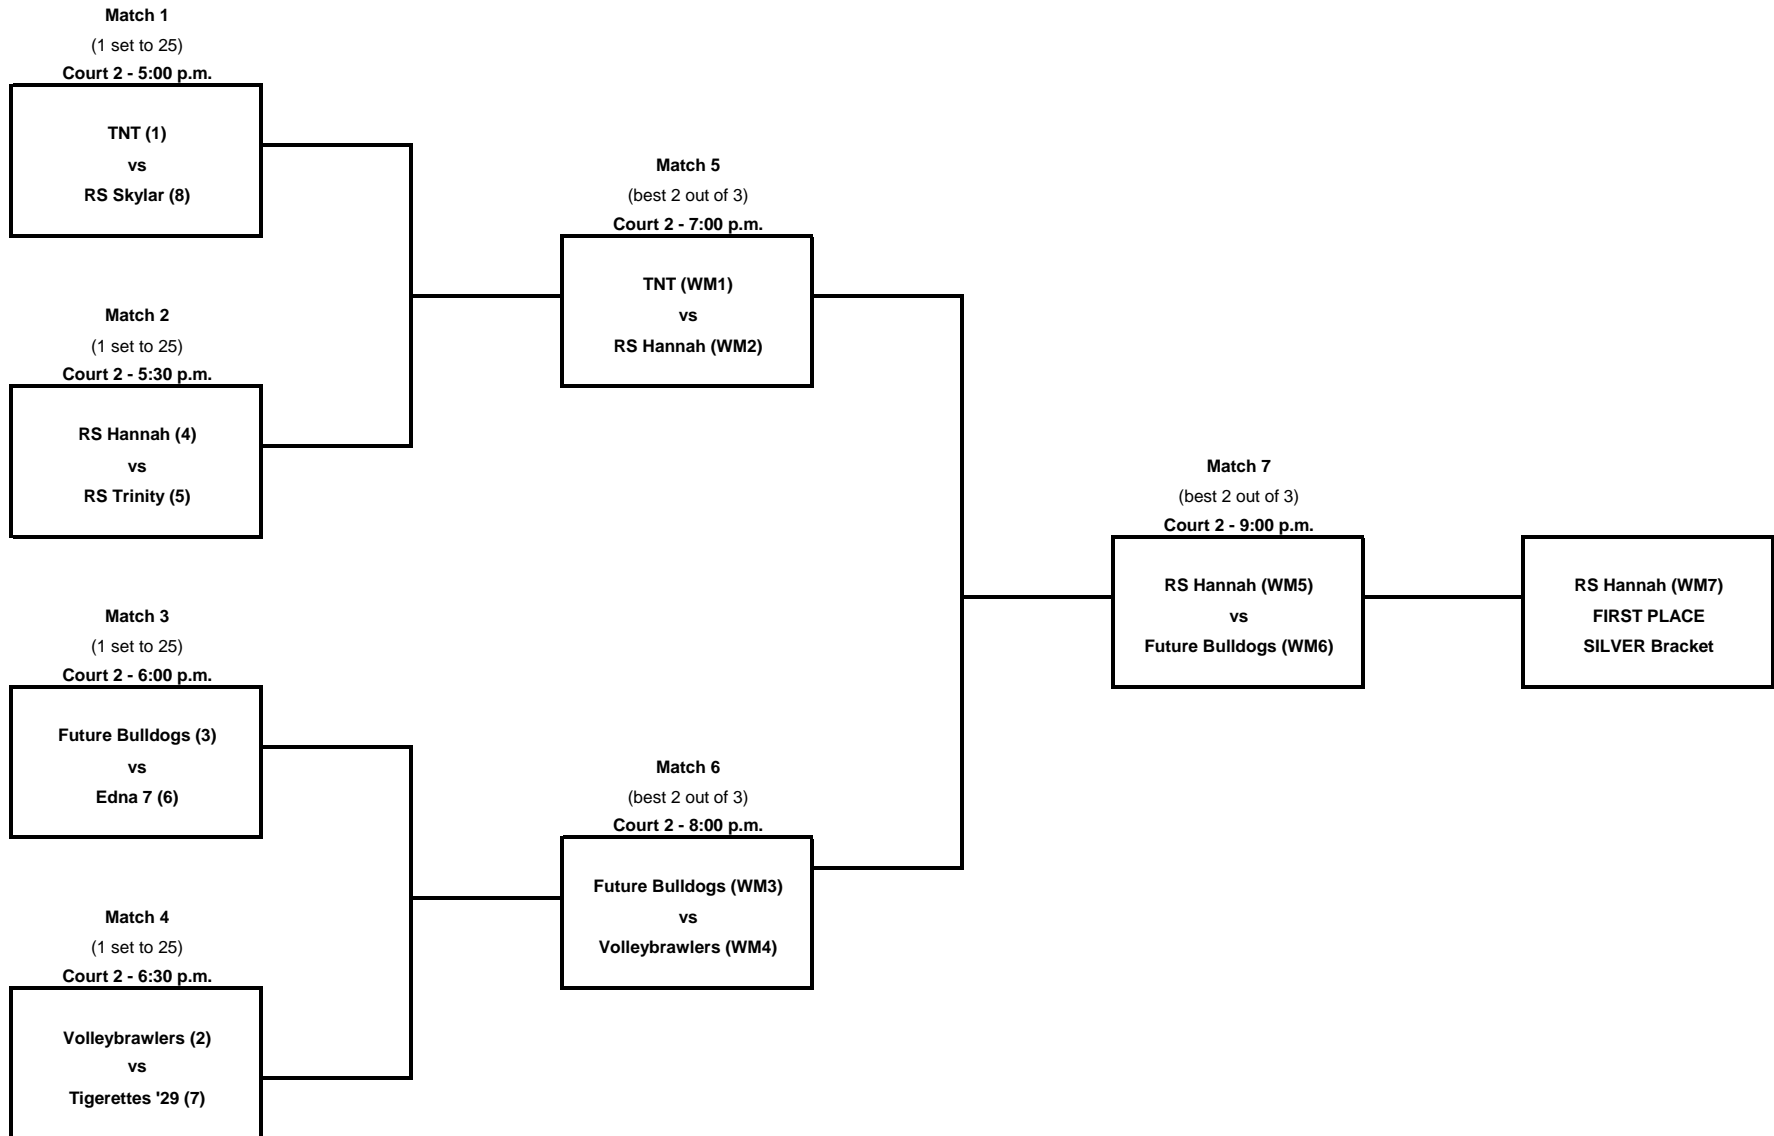 Match 1
(1 set to 25)
Court 2 - 5:00 p.m.
TNT (1)
vs
RS Skylar (8)
Match 2
(1 set to 25)
Court 2 - 5:30 p.m.
RS Hannah (4)
vs
RS Trinity (5)
Match 3
(1 set to 25)
Court 2 - 6:00 p.m.
Future Bulldogs (3)
vs
Edna 7 (6)
Match 4
(1 set to 25)
Court 2 - 6:30 p.m.
Volleybrawlers (2)
vs
Tigerettes '29 (7)
Match 5
(best 2 out of 3)
Court 2 - 7:00 p.m.
TNT (WM1)
vs
RS Hannah (WM2)
Match 6
(best 2 out of 3)
Court 2 - 8:00 p.m.
Future Bulldogs (WM3)
vs
Volleybrawlers (WM4)
Match 7
(best 2 out of 3)
Court 2 - 9:00 p.m.
RS Hannah (WM5)
vs
Future Bulldogs (WM6)
RS Hannah (WM7)
FIRST PLACE
SILVER Bracket